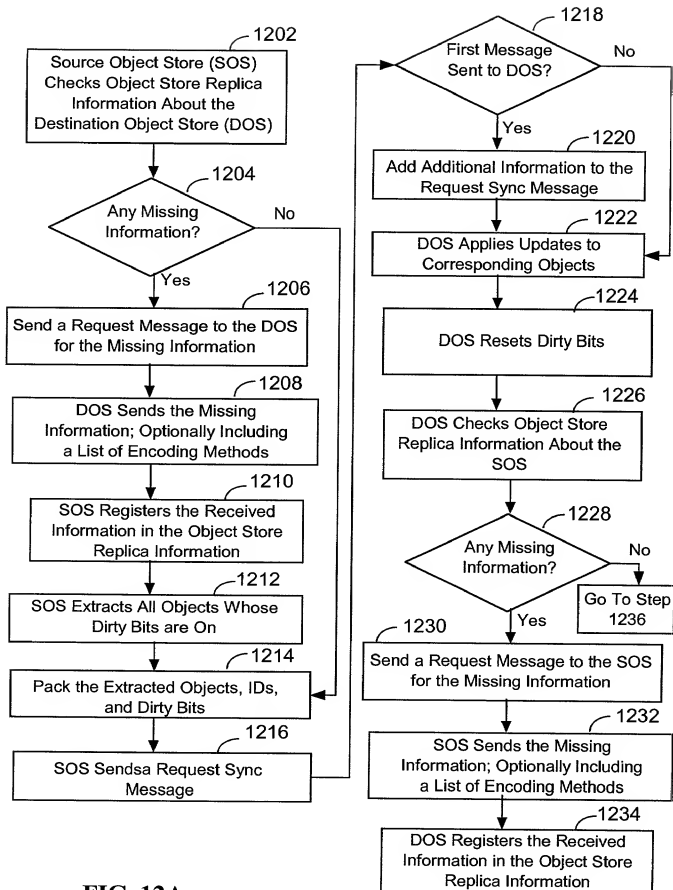 1202
Source Object Store (SOS)
Checks Object Store Replica
Information About the
Destination Object Store (DOS)
1204
Any Missing
Information?
No
Yes
1206
Send a Request Message to the DOS
for the Missing Information
1208
DOS Sends the Missing
Information; Optionally Including
a List of Encoding Methods
1210
SOS Registers the Received
Information in the Object Store
Replica Information
1212
SOS Extracts All Objects Whose
Dirty Bits are On
1214
Pack the Extracted Objects, IDs,
and Dirty Bits
1216
SOS Sendsa Request Sync
Message
1218
First Message
Sent to DOS?
No
Yes
1220
Add Additional Information to the
Request Sync Message
1222
DOS Applies Updates to
Corresponding Objects
1224
DOS Resets Dirty Bits
1226
DOS Checks Object Store
Replica Information About the
SOS
1228
Any Missing
Information?
No
Go To Step
1236
Yes
1230
Send a Request Message to the SOS
for the Missing Information
1232
SOS Sends the Missing
Information; Optionally Including
a List of Encoding Methods
1234
DOS Registers the Received
Information in the Object Store
Replica Information
FIG. 12A